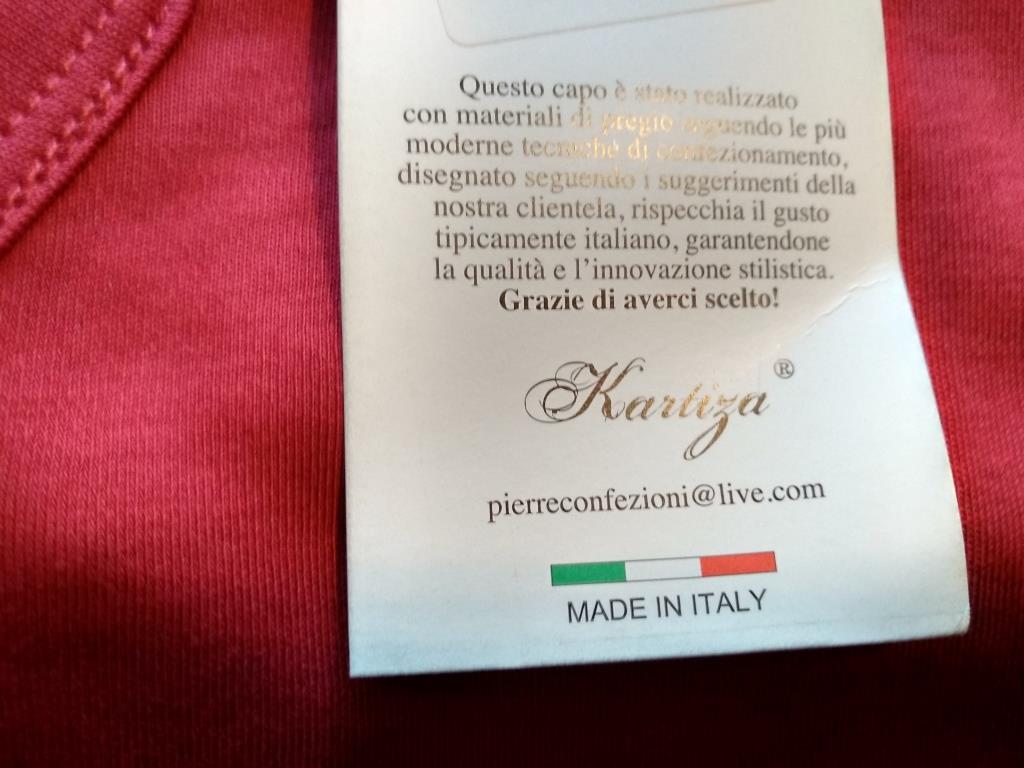 Questo capo è stato realizzato
con materiali di pregio seguendo le più
moderne tecniche di confezionamento,
disegnato seguendo i suggerimenti della
nostra clientela, rispecchia il gusto
tipicamente italiano, garantendone
la qualità e l'innovazione stilistica.
Grazie di averci scelto!
Kartiza®
pierreconfezioni@live.com
MADE IN ITALY